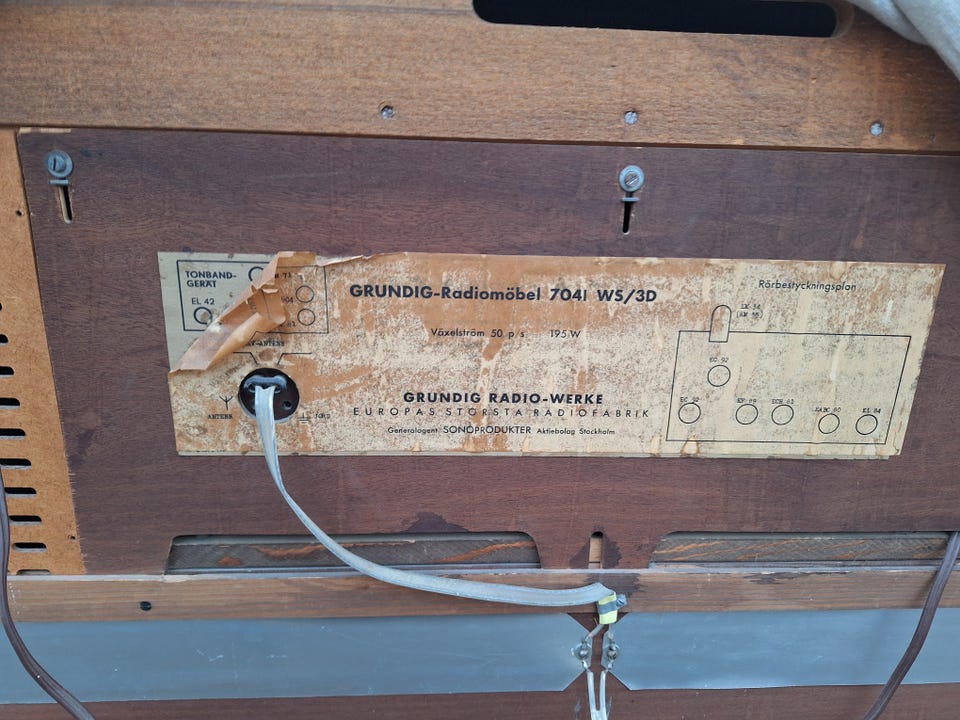 TONBAND-
GERÄT
EL 42
GRUNDIG-Radiomöbel 7041 WS/3D
Växelström 50 p/s 195 W
ANTENN
JORD
GRUNDIG RADIO-WERKE
EUROPAS STÖRSTA RADIOFABRIK
Generalagent SONOPRODUKTER Aktiebolag Stockholm
Rörbestyckningsplan
EC 92
EC 92
EF 89
ECH 81
EABC 80
EL 84